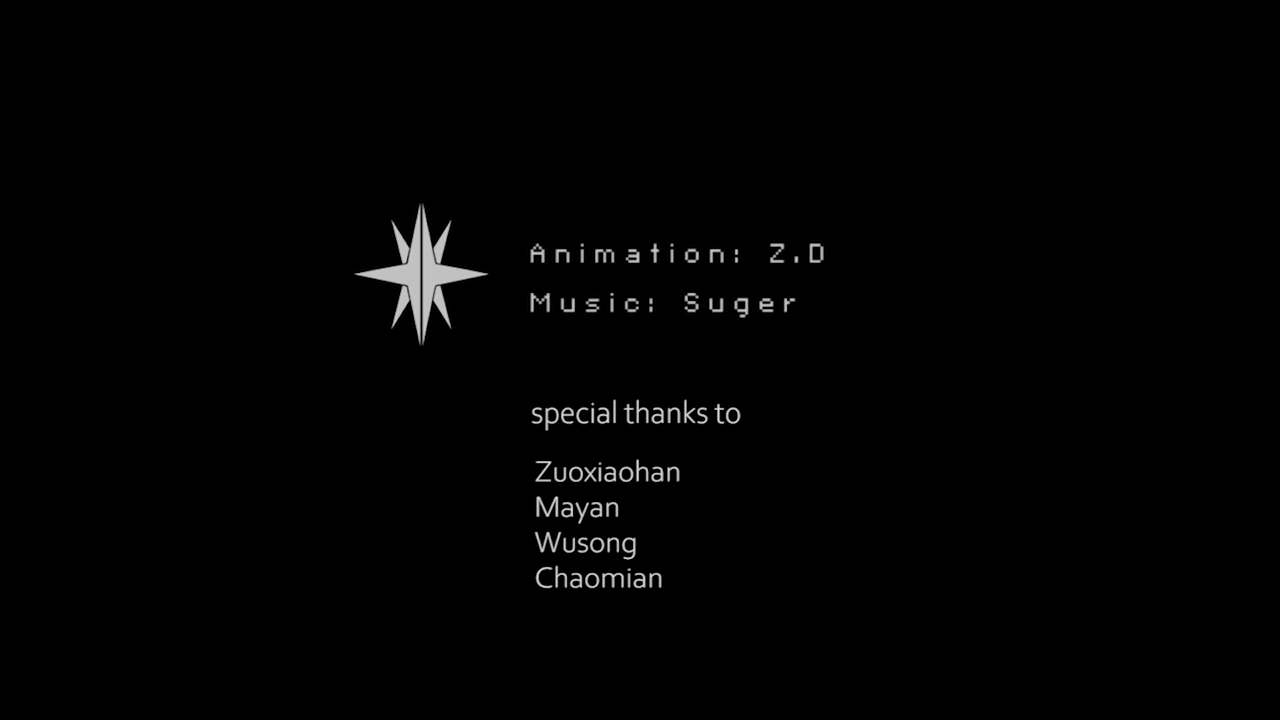 Animation: Z.D
Music: Suger
special thanks to
Zuoxiaohan
Mayan
Wusong
Chaomian